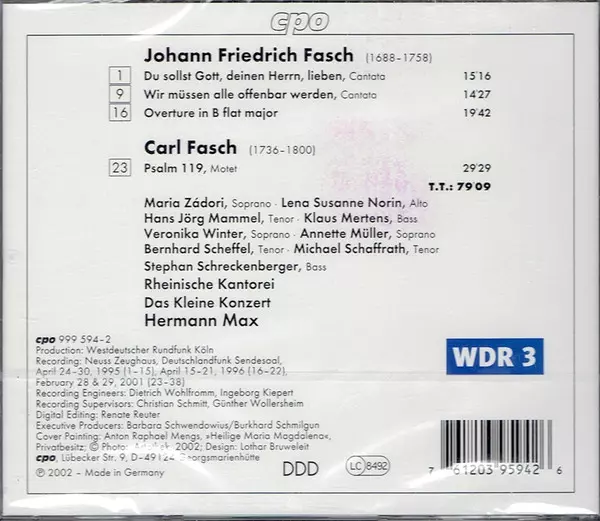 cpo
Johann Friedrich Fasch (1688-1758)
1 Du sollst Gott, deinen Herrn, lieben, Cantata 15'16
9 Wir müssen alle offenbar werden, Cantata 14'27
16 Overture in B flat major 19'42
Carl Fasch (1736-1800)
23 Psalm 119, Motet 29'29
T.T.: 79'09
Maria Zádori, Soprano · Lena Susanne Norin, Alto
Hans Jörg Mammel, Tenor · Klaus Mertens, Bass
Veronika Winter, Soprano · Annette Müller, Soprano
Bernhard Scheffel, Tenor · Michael Schaffrath, Tenor
Stephan Schreckenberger, Bass
Rheinische Kantorei
Das Kleine Konzert
Hermann Max
cpo 999 594-2
Production: Westdeutscher Rundfunk Köln
Recording: Neuss Zeughaus, Deutschlandfunk Sendesaal,
April 24-30, 1995 (1-15), April 15-21, 1996 (16-22),
February 28 & 29, 2001 (23-38)
Recording Engineers: Dietrich Wohlfromm, Ingeborg Kiepert
Recording Supervisors: Christian Schmitt, Günther Wollersheim
Digital Editing: Renate Reuter
Executive Producers: Barbara Schwendowius/Burkhard Schmilgun
Cover Painting: Anton Raphael Mengs, »Heilige Maria Magdalena«,
Privatbesitz; © Photo: 2002 · Design: Lothar Bruweleit
cpo, Lübecker Str. 9, D-49124 Georgsmarienhütte
℗ 2002 – Made in Germany
WDR 3
DDD
LC 8492
7 61203 95942 6